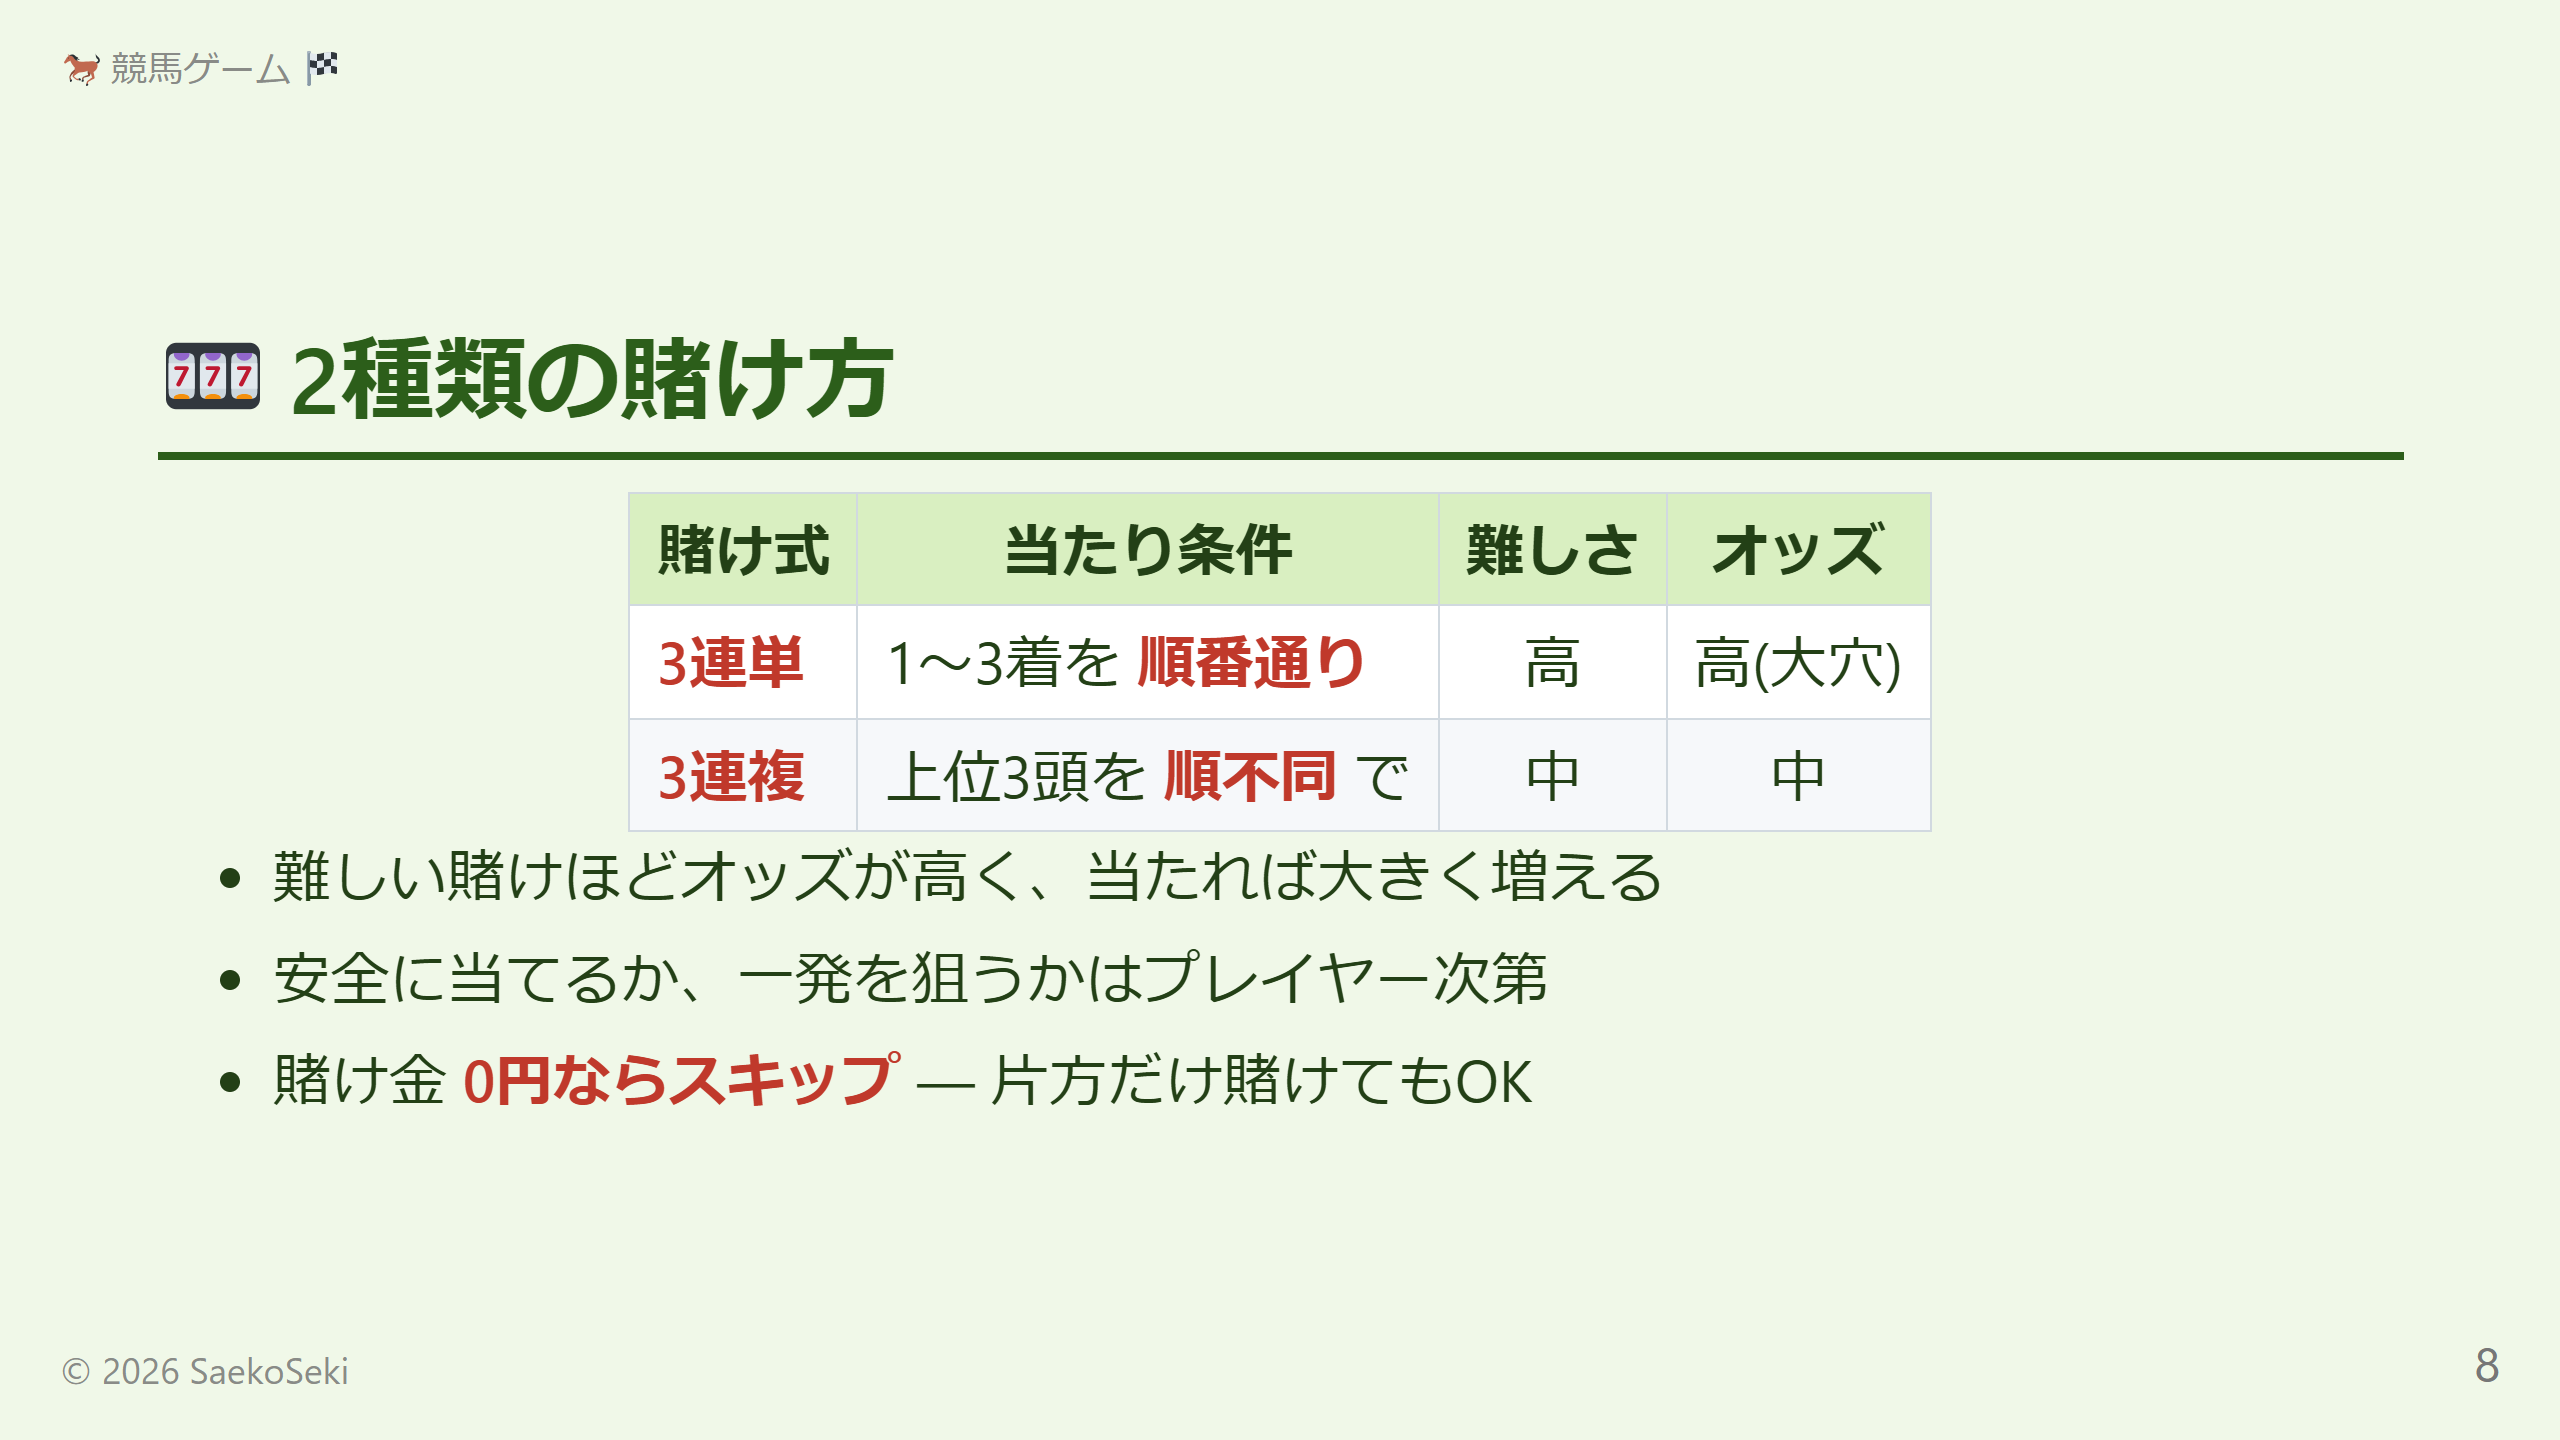 🐎 競馬ゲーム 🏁
🎰 2種類の賭け方
賭け式 当たり条件 難しさ オッズ
3連単 1〜3着を 順番通り 高 高(大穴)
3連複 上位3頭を 順不同 で 中 中
• 難しい賭けほどオッズが高く、当たれば大きく増える
• 安全に当てるか、一発を狙うかはプレイヤー次第
• 賭け金 0円ならスキップ — 片方だけ賭けてもOK
© 2026 SaekoSeki
8